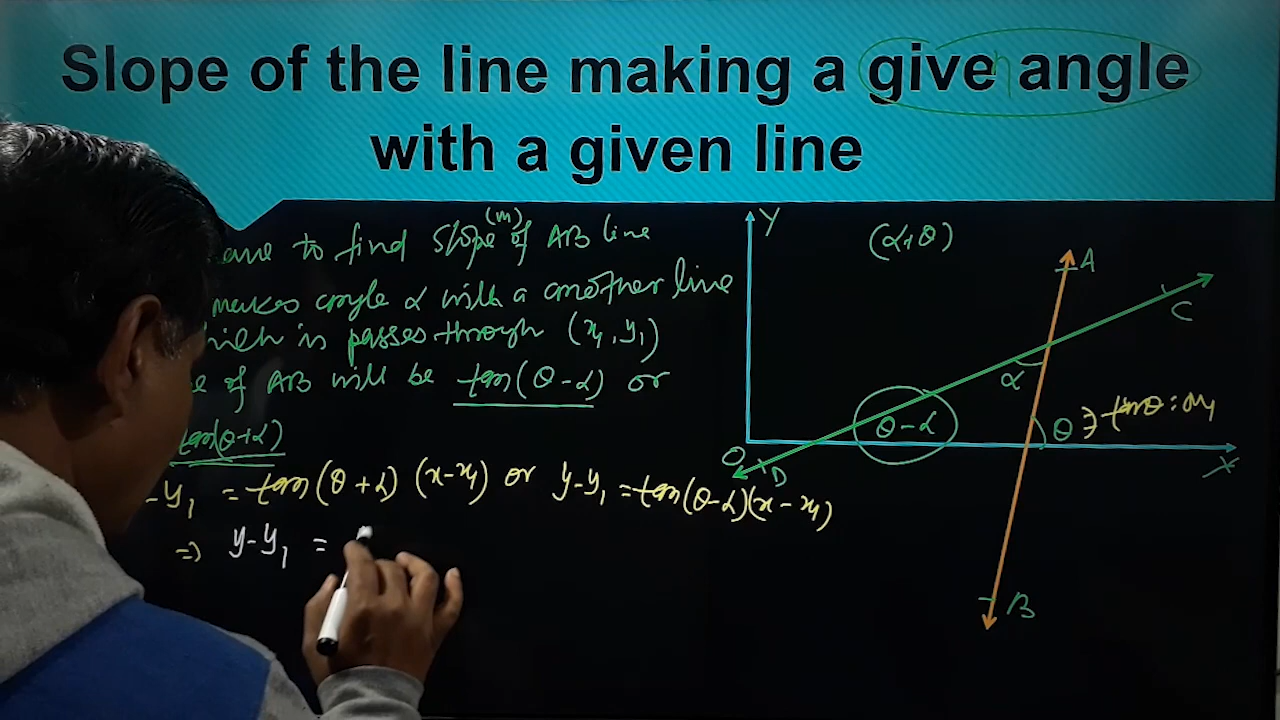 Slope of the line making a given angle
with a given line
to find Slope (m) of AB line
makes angle α with a another line
which is passes through (x₁, y₁)
of AB will be tan(θ-α) or
tan(θ+α)
-y₁ = tan(θ+α) (x-x₁) or y-y₁ = tan(θ-α)(x-x₁)
⇒ y-y₁ =
Y
(α+θ)
A
C
α
θ-α
θ } tanθ = m₁
O
D
X
B